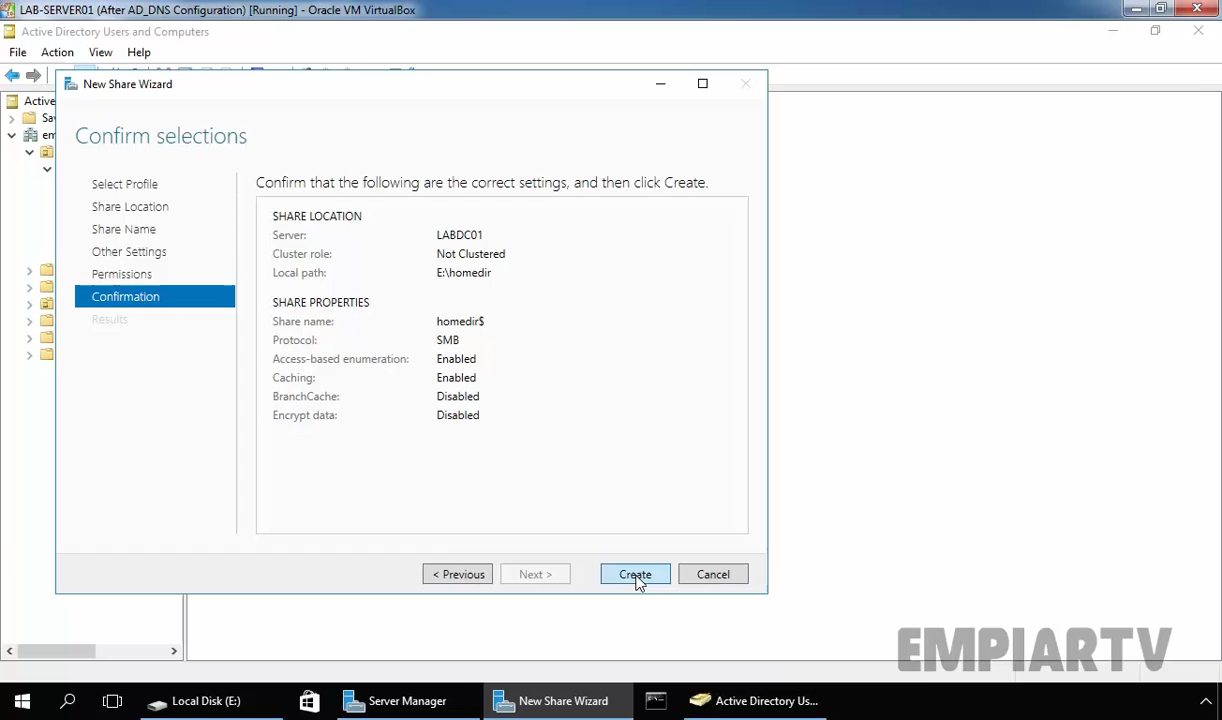 LAB-SERVER01 (After AD_DNS Configuration) [Running] - Oracle VM VirtualBox
Active Directory Users and Computers
File Action View Help
New Share Wizard
Active
Sav
em
Confirm selections
Select Profile
Share Location
Share Name
Other Settings
Permissions
Confirmation
Results
Confirm that the following are the correct settings, and then click Create.
SHARE LOCATION
Server: LABDC01
Cluster role: Not Clustered
Local path: E:\homedir
SHARE PROPERTIES
Share name: homedir$
Protocol: SMB
Access-based enumeration: Enabled
Caching: Enabled
BranchCache: Disabled
Encrypt data: Disabled
< Previous Next > Create Cancel
EMPIARTV
Local Disk (E:) Server Manager New Share Wizard Active Directory Us...